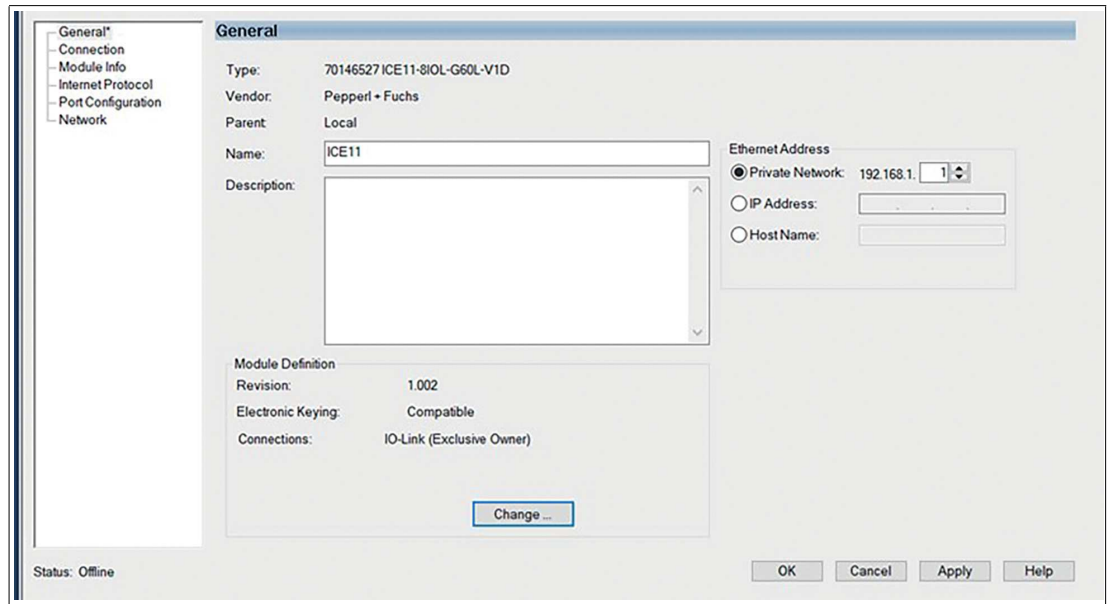 General*
Connection
Module Info
Internet Protocol
Port Configuration
Network
General
Type: 70146527 ICE11-8IOL-G60L-V1D
Vendor: Pepperl + Fuchs
Parent: Local
Name: ICE11
Description:
Ethernet Address
Private Network: 192.168.1. 1
IP Address: . . .
Host Name:
Module Definition
Revision: 1.002
Electronic Keying: Compatible
Connections: IO-Link (Exclusive Owner)
Change ...
Status: Offline
OK Cancel Apply Help